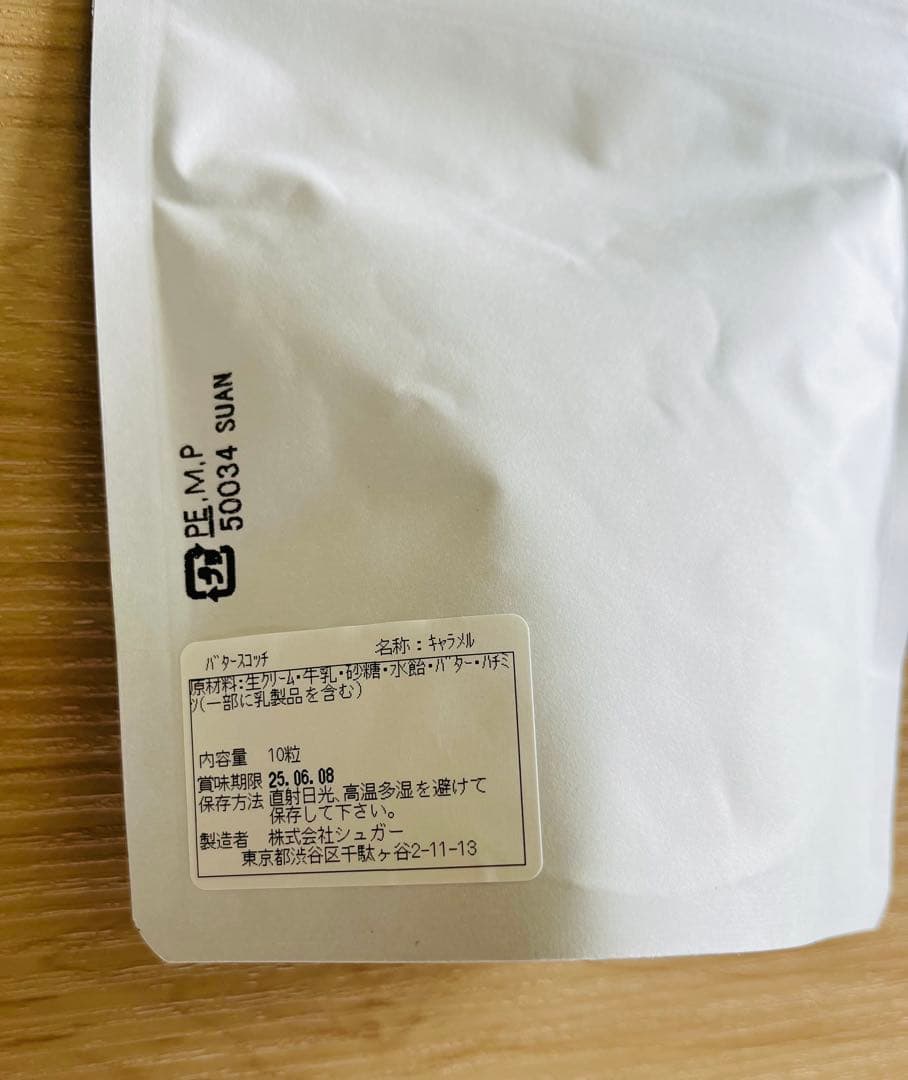 プラ PE,M,P
50034 SUAN
ﾊﾞﾀｰｽｺｯﾁ 名称：ｷｬﾗﾒﾙ
原材料:生ｸﾘｰﾑ・牛乳・砂糖・水飴・ﾊﾞﾀｰ・ﾊﾁﾐ
ﾂ(一部に乳製品を含む)
内容量 10粒
賞味期限 25.06.08
保存方法 直射日光、高温多湿を避けて
保存して下さい。
製造者 株式会社シュガー
東京都渋谷区千駄ヶ谷2-11-13